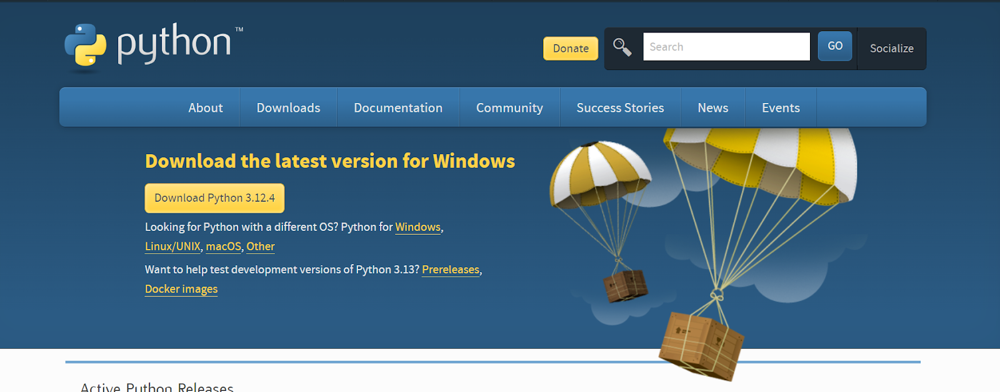 python™
Donate
Search
GO
Socialize
About
Downloads
Documentation
Community
Success Stories
News
Events
Download the latest version for Windows
Download Python 3.12.4
Looking for Python with a different OS? Python for Windows,
Linux/UNIX, macOS, Other
Want to help test development versions of Python 3.13? Prereleases,
Docker images
Active Python Releases